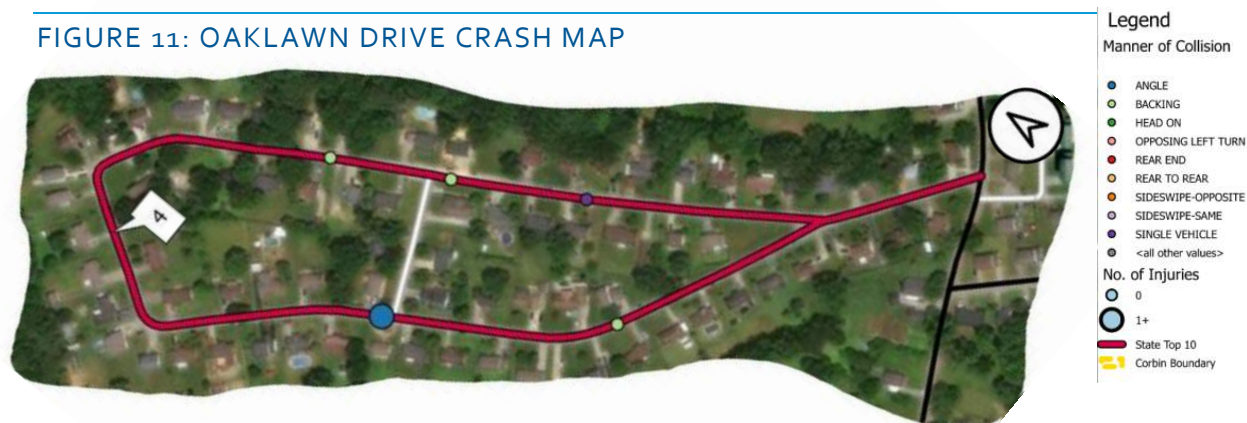 FIGURE 11: OAKLAWN DRIVE CRASH MAP
4
Legend
Manner of Collision
ANGLE
BACKING
HEAD ON
OPPOSING LEFT TURN
REAR END
REAR TO REAR
SIDESWIPE-OPPOSITE
SIDESWIPE-SAME
SINGLE VEHICLE
<all other values>
No. of Injuries
0
1+
State Top 10
Corbin Boundary